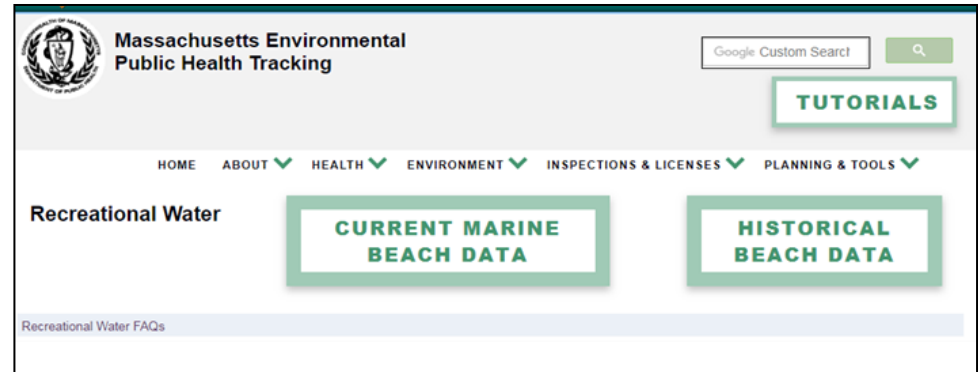 Massachusetts Environmental
Public Health Tracking
Google Custom Search
TUTORIALS
HOME ABOUT HEALTH ENVIRONMENT INSPECTIONS & LICENSES PLANNING & TOOLS
Recreational Water
CURRENT MARINE
BEACH DATA
HISTORICAL
BEACH DATA
Recreational Water FAQs